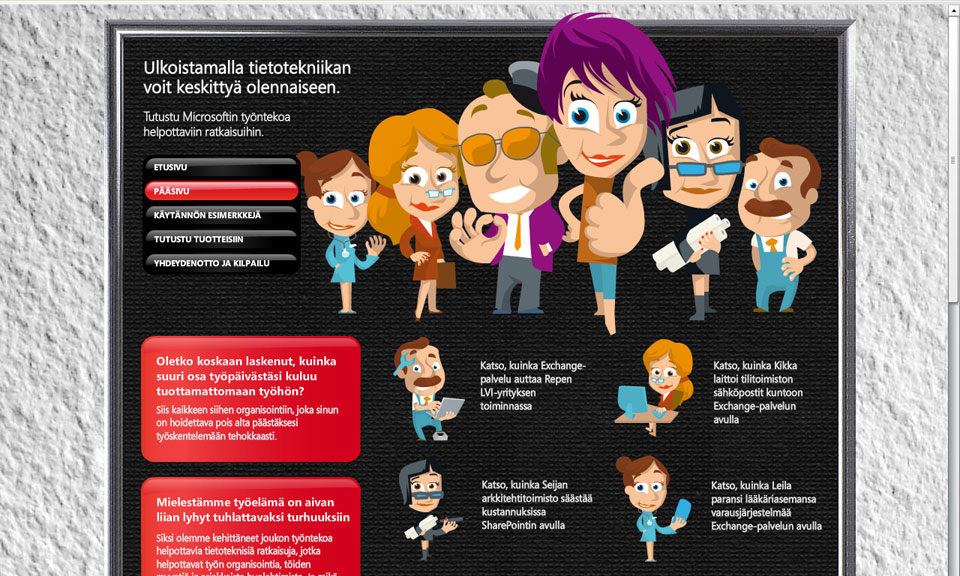 Ulkoistamalla tietotekniikan
voit keskittyä olennaiseen.
Tutustu Microsoftin työntekoa
helpottaviin ratkaisuihin.
ETUSIVU
PÄÄSIVU
KÄYTÄNNÖN ESIMERKKEJÄ
TUTUSTU TUOTTEISIIN
YHDEYDENOTTO JA KILPAILU
Oletko koskaan laskenut, kuinka
suuri osa työpäivästäsi kuluu
tuottamattomaan työhön?
Siis kaikkeen siihen organisointiin, joka sinun
on hoidettava pois alta päästäksesi
työskentelemään tehokkaasti.
Katso, kuinka Exchange-
palvelu auttaa Repen
LVI-yrityksen
toiminnassa
Katso, kuinka Kikka
laittoi tilitoimiston
sähköpostit kuntoon
Exchange-palvelun
avulla
Mielestämme työelämä on aivan
liian lyhyt tuhlattavaksi turhuuksiin
Siksi olemme kehittäneet joukon työntekoa
helpottavia tietoteknisiä ratkaisuja, jotka
helpottavat työn organisointia, töiden
Katso, kuinka Seijan
arkkitehtitoimisto säästää
kustannuksissa
SharePointin avulla
Katso, kuinka Leila
paransi lääkäriasemansa
varausjärjestelmää
Exchange-palvelun avulla